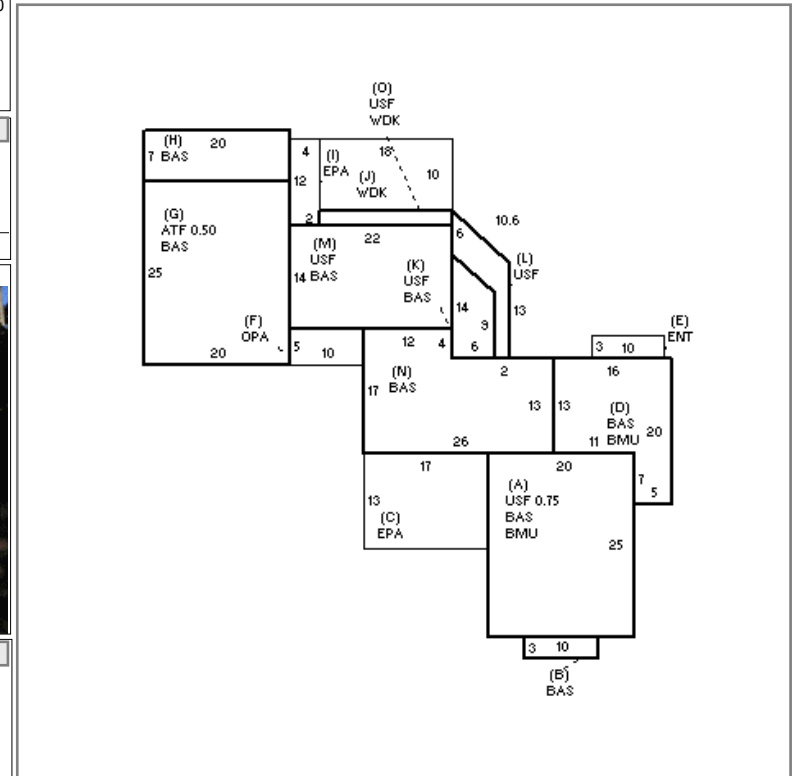 (O)
USF
WDK
(H) 20
7 BAS
4
(I)
EPA
18
(J)
WDK
10
12
2
10.6
(G)
ATF 0.50
BAS
25
20
22
(M)
USF
BAS
14
6
(K)
USF
BAS
(L)
USF
14
9
13
6
(F)
OPA
5
10
12
4
(E)
ENT
3 10
(N)
BAS
17
2
13
26
16
13
(D)
BAS
BMU
20
11
7
5
17
13
(C)
EPA
20
(A)
USF 0.75
BAS
BMU
25
3 10
(B)
BAS